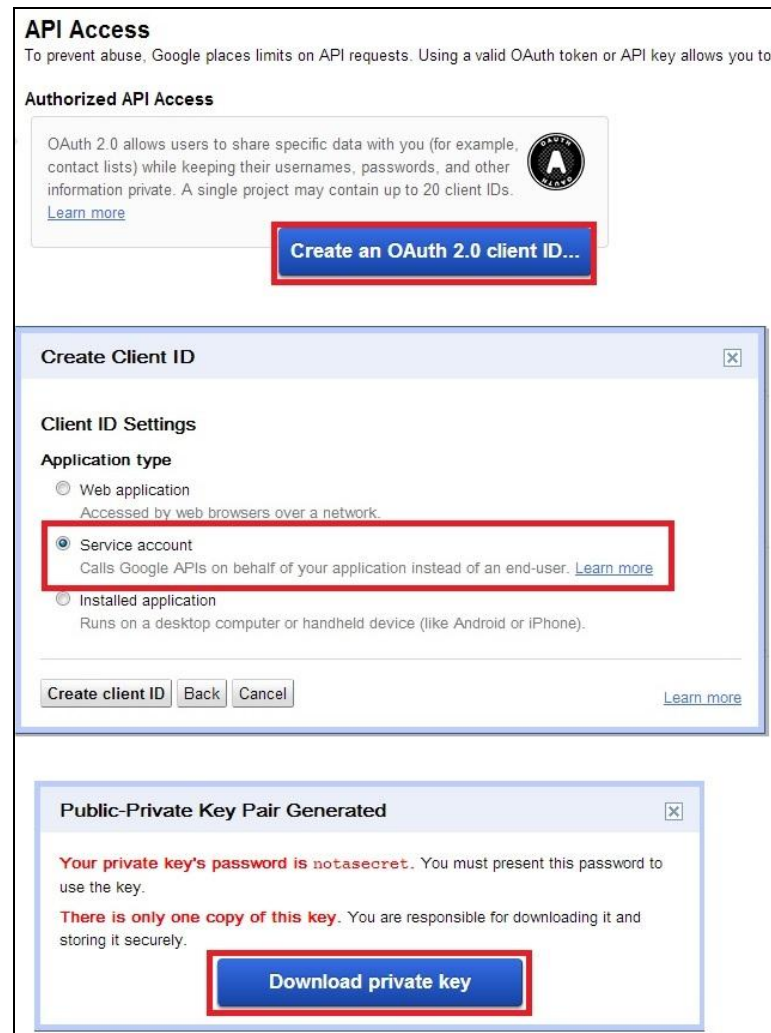 API Access
To prevent abuse, Google places limits on API requests. Using a valid OAuth token or API key allows you to
Authorized API Access
OAuth 2.0 allows users to share specific data with you (for example,
contact lists) while keeping their usernames, passwords, and other
information private. A single project may contain up to 20 client IDs.
Learn more
OAUTH
A
OAUTH
Create an OAuth 2.0 client ID...
Create Client ID
Client ID Settings
Application type
Web application
Accessed by web browsers over a network.
Service account
Calls Google APIs on behalf of your application instead of an end-user. Learn more
Installed application
Runs on a desktop computer or handheld device (like Android or iPhone).
Create client ID Back Cancel
Learn more
Public-Private Key Pair Generated
Your private key's password is notasecret. You must present this password to
use the key.
There is only one copy of this key. You are responsible for downloading it and
storing it securely.
Download private key